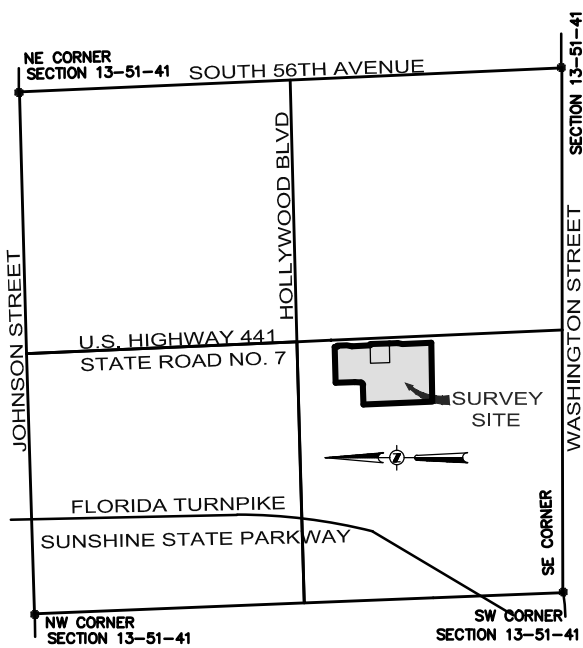 NE CORNER
SECTION 13-51-41
SOUTH 56TH AVENUE
SE CORNER
SECTION 13-51-41
HOLLYWOOD BLVD
JOHNSON STREET
WASHINGTON STREET
U.S. HIGHWAY 441
STATE ROAD NO. 7
SURVEY
SITE
Z
FLORIDA TURNPIKE
SUNSHINE STATE PARKWAY
NW CORNER
SECTION 13-51-41
SW CORNER
SECTION 13-51-41